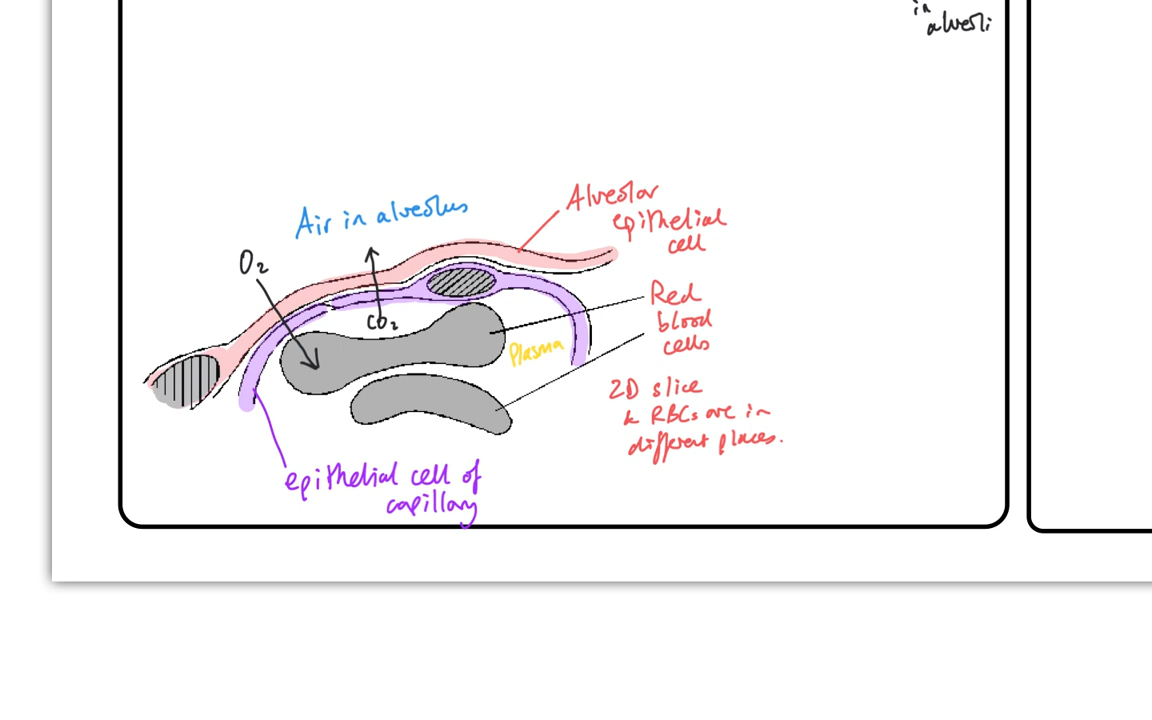 in
alveoli
Air in alveolus
Alveolar
epithelial
cell
O₂
CO₂
Red
blood
cells
Plasma
2D slice
& RBCs are in
different places.
epithelial cell of
capillary